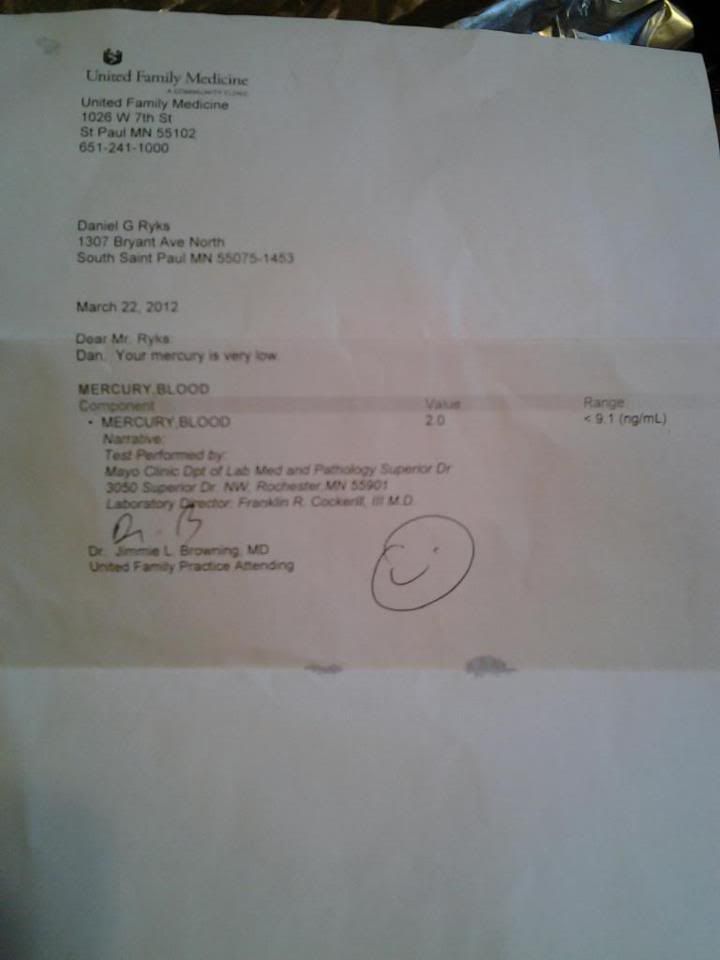 United Family Medicine
A COMMUNITY CLINIC
United Family Medicine
1026 W 7th St
St Paul MN 55102
651-241-1000
Daniel G Ryks
1307 Bryant Ave North
South Saint Paul MN 55075-1453
March 22, 2012
Dear Mr. Ryks:
Dan. Your mercury is very low.
MERCURY,BLOOD
Component Value Range
• MERCURY,BLOOD 2.0 < 9.1 (ng/mL)
Narrative:
Test Performed by:
Mayo Clinic Dpt of Lab Med and Pathology Superior Dr
3050 Superior Dr. NW, Rochester,MN 55901
Laboratory Director: Franklin R. Cockerill, III M.D.
Dr. B
Dr. Jimmie L. Browning, MD
United Family Practice Attending